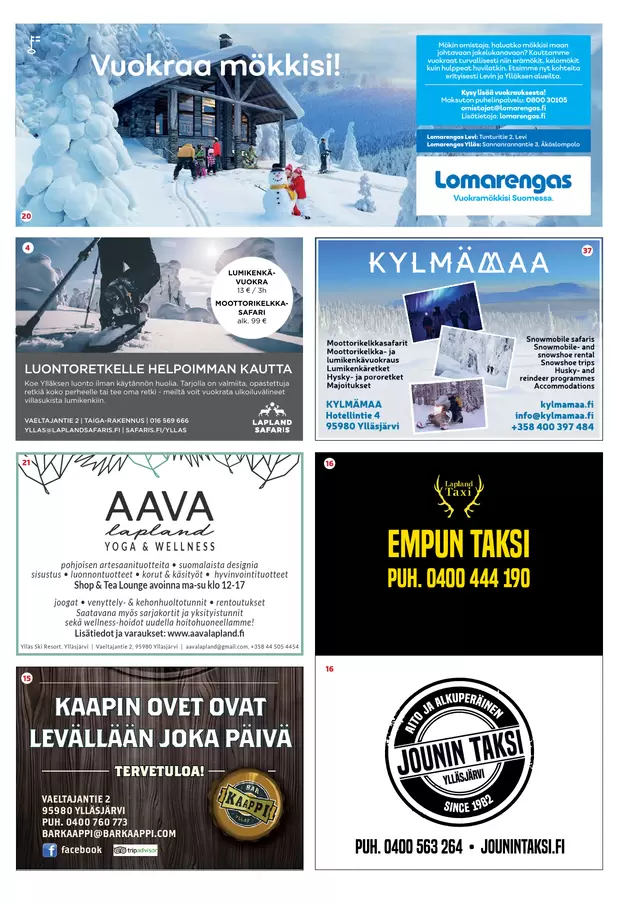 Vuokraa mökkisi!
Mökin omistaja, haluatko mökkisi maan
johtavaan jakelukanavaan? Kauttamme
vuokraat turvallisesti niin erämökit, kelomökit
kuin hulppeat huvilatkin. Etsimme nyt kohteita
erityisesti Levin ja Ylläksen alueilta.
Kysy lisää vuokrauksesta!
Maksuton puhelinpalvelu: 0800 30105
omistajat@lomarengas.fi
Lisätietoja: lomarengas.fi
Lomarengas Levi: Tunturitie 2, Levi
Lomarengas Ylläs: Sannanrannantie 3, Äkäslompolo
Lomarengas
Vuokramökkisi Suomessa.
20
4
LUMIKENKÄ-
VUOKRA
13 € / 3h
MOOTTORIKELKKA-
SAFARI
alk. 99 €
LUONTORETKELLE HELPOIMMAN KAUTTA
Koe Ylläksen luonto ilman käytännön huolia. Tarjolla on valmiita, opastettuja
retkiä koko perheelle tai tee oma retki - meiltä voit vuokrata ulkoiluvälineet
villasukista lumikenkiin.
VAELTAJANTIE 2 | TAIGA-RAKENNUS | 016 569 666
YLLAS@LAPLANDSAFARIS.FI | SAFARIS.FI/YLLAS
LAPLAND
SAFARIS
37
KYLMÄMAA
Moottorikelkkasafarit
Moottorikelkka- ja
lumikenkävuokraus
Lumikenkäretket
Hysky- ja pororetket
Majoitukset
Snowmobile safaris
Snowmobile- and
snowshoe rental
Snowshoe trips
Husky- and
reindeer programmes
Accommodations
KYLMÄMAA
Hotellintie 4
95980 Ylläsjärvi
kylmamaa.fi
info@kylmamaa.fi
+358 400 397 484
21
AAVA
lapland
YOGA & WELLNESS
pohjoisen artesaanituotteita • suomalaista designia
sisustus • luonnontuotteet • korut & käsityöt • hyvinvointituotteet
Shop & Tea Lounge avoinna ma-su klo 12-17
joogat • venyttely- & kehonhuoltotunnit • rentoutukset
Saatavana myös sarjakortit ja yksityistunnit
sekä wellness-hoidot uudella hoitohuoneellamme!
Lisätiedot ja varaukset: www.aavalapland.fi
Ylläs Ski Resort, Ylläsjärvi | Vaeltajantie 2, 95980 Ylläsjärvi | aavalapland@gmail.com, +358 44 505 4454
16
Lapland
Taxi
EMPUN TAKSI
PUH. 0400 444 190
15
KAAPIN OVET OVAT
LEVÄLLÄÄN JOKA PÄIVÄ
TERVETULOA!
VAELTAJANTIE 2
95980 YLLÄSJÄRVI
PUH. 0400 760 773
BARKAAPPI@BARKAAPPI.COM
facebook
tripadvisor
BAR
KAAPPI
YLLÄS
16
AITO JA ALKUPERÄINEN
JOUNIN TAKSI
YLLÄSJÄRVI
SINCE 1982
PUH. 0400 563 264 • JOUNINTAKSI.FI